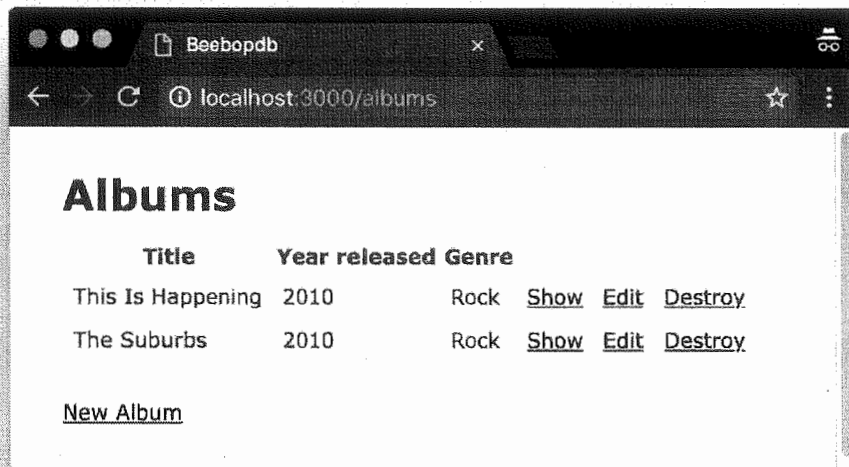 Beebopdb
localhost:3000/albums
Albums
Title Year released Genre
This Is Happening 2010 Rock Show Edit Destroy
The Suburbs 2010 Rock Show Edit Destroy
New Album